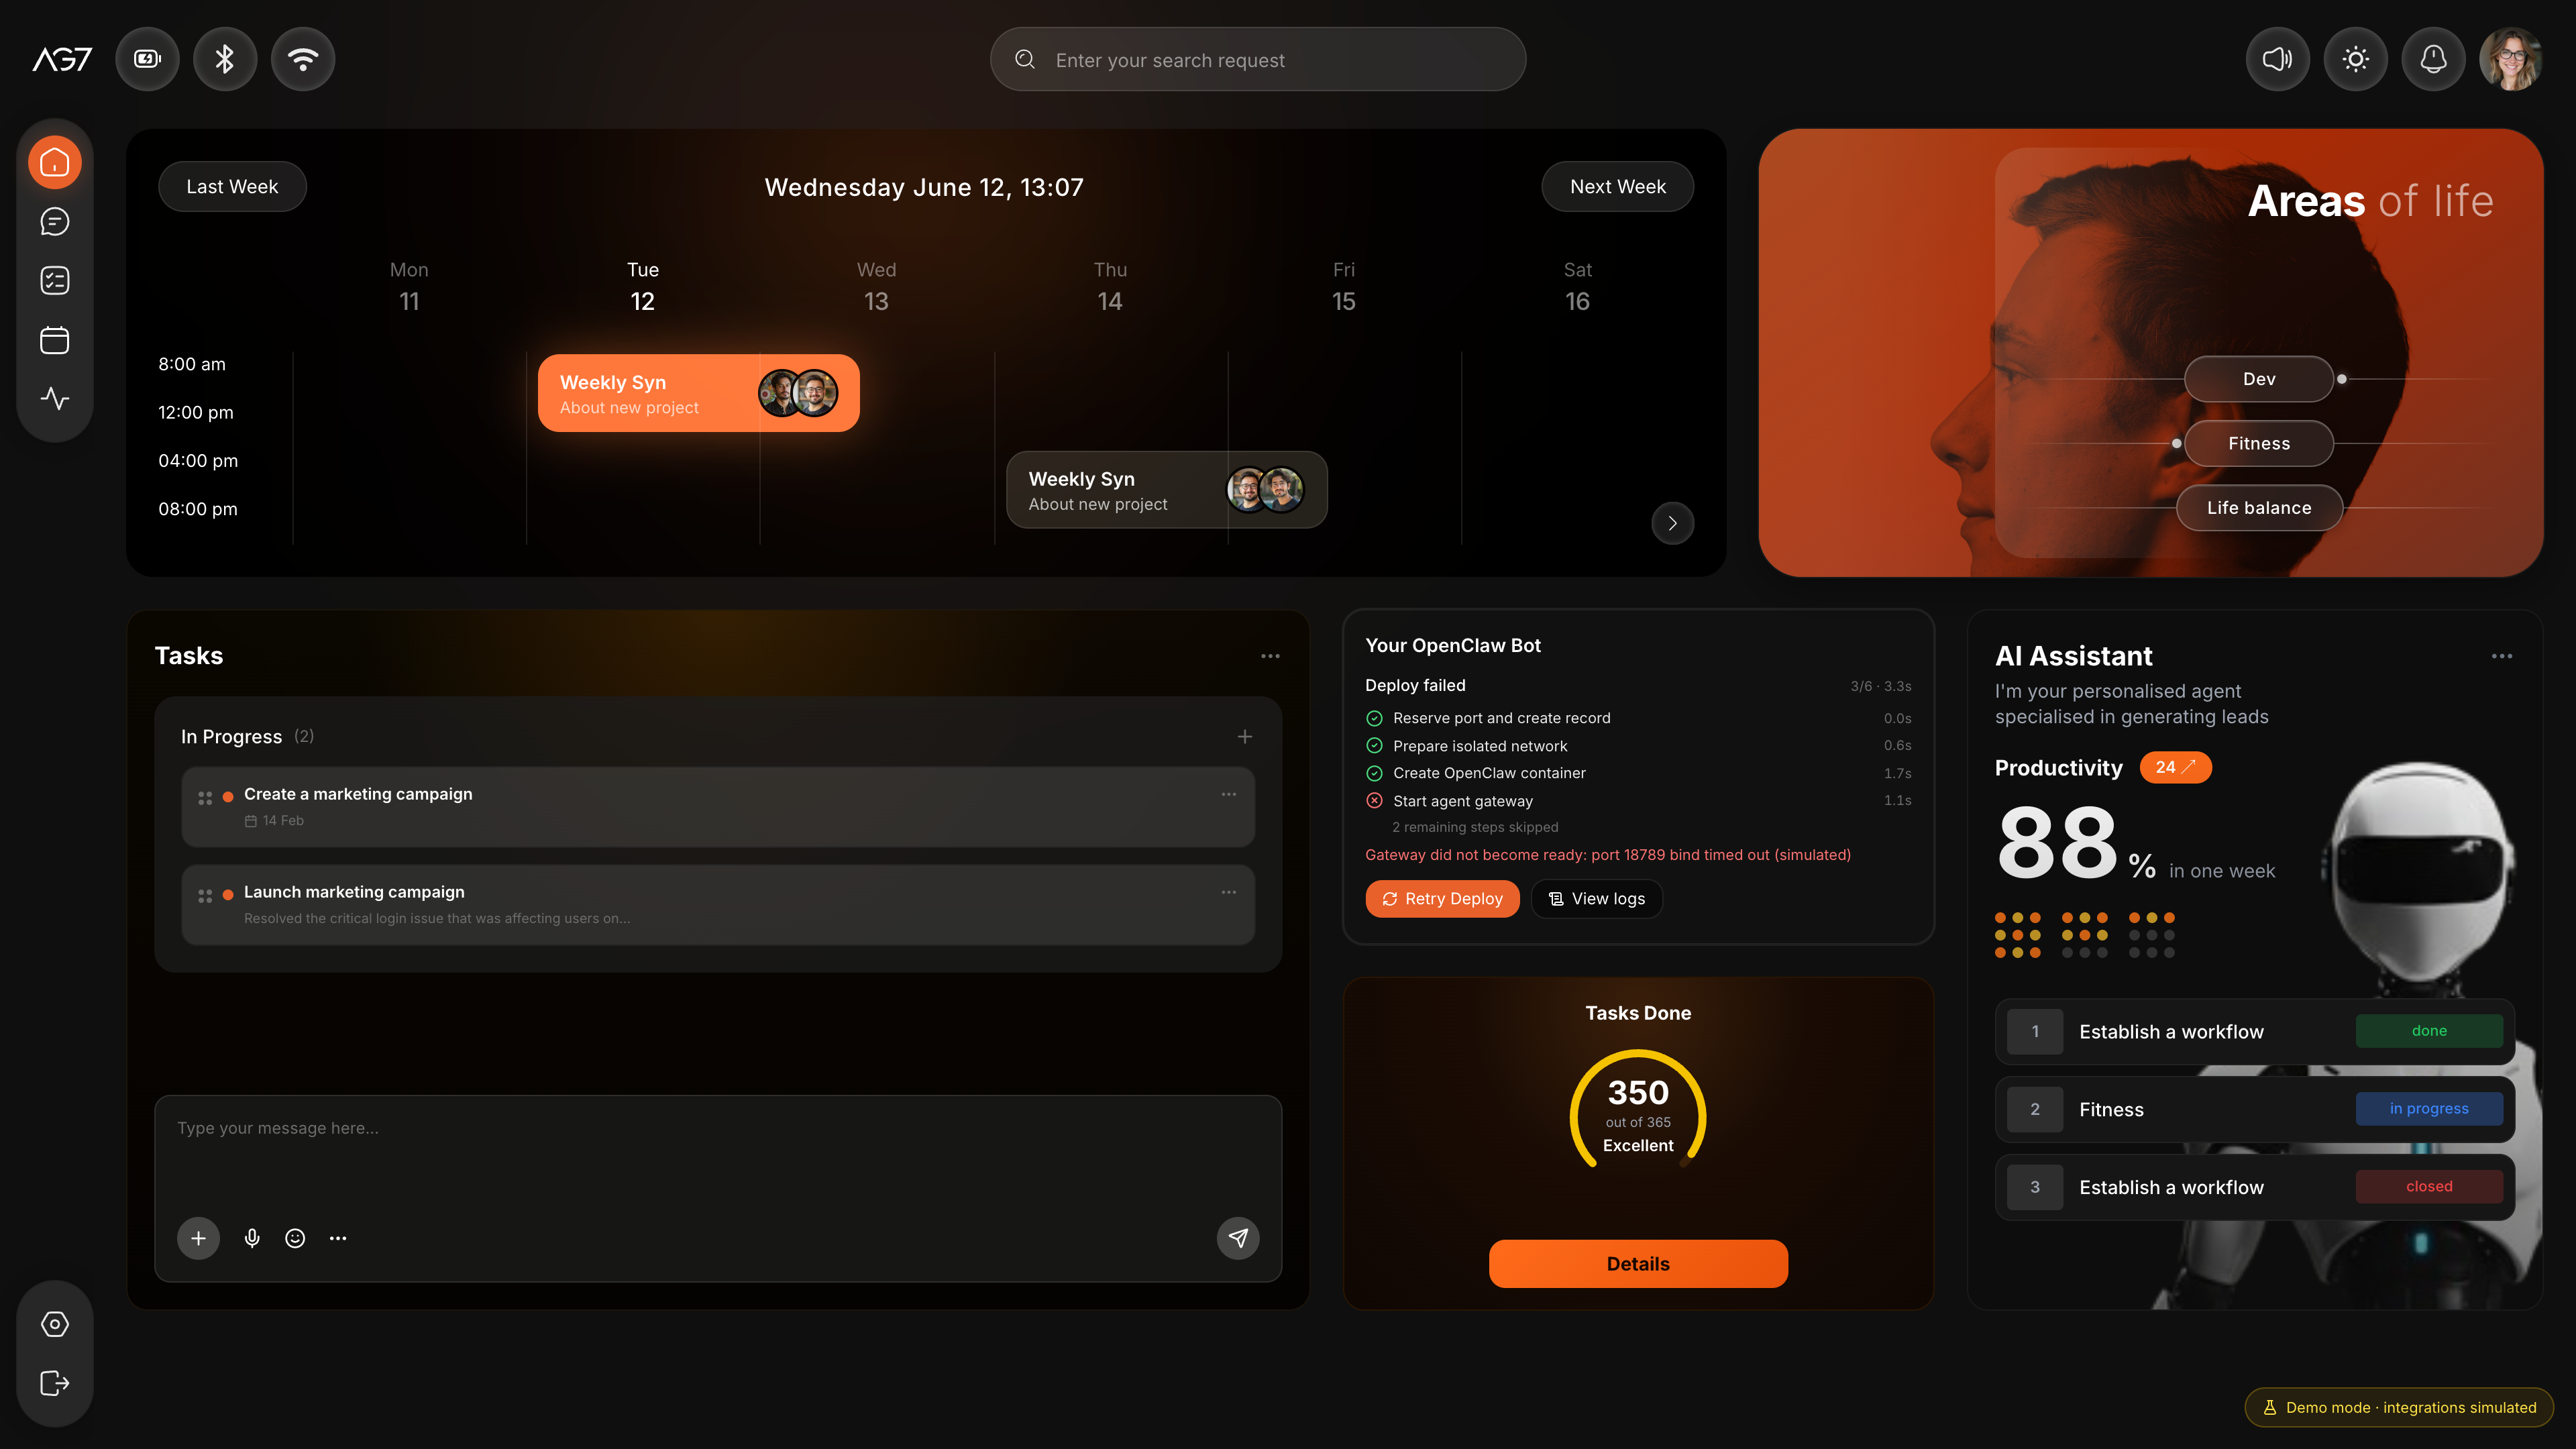 AG7
Enter your search request
Last Week
Wednesday June 12, 13:07
Next Week
Mon
11
Tue
12
Wed
13
Thu
14
Fri
15
Sat
16
8:00 am
12:00 pm
04:00 pm
08:00 pm
Weekly Syn
About new project
Weekly Syn
About new project
Areas of life
Dev
Fitness
Life balance
Tasks
In Progress (2)
Create a marketing campaign
14 Feb
Launch marketing campaign
Resolved the critical login issue that was affecting users on...
Type your message here...
Your OpenClaw Bot
Deploy failed 3/6 · 3.3s
Reserve port and create record 0.0s
Prepare isolated network 0.6s
Create OpenClaw container 1.7s
Start agent gateway 1.1s
2 remaining steps skipped
Gateway did not become ready: port 18789 bind timed out (simulated)
Retry Deploy
View logs
Tasks Done
350
out of 365
Excellent
Details
AI Assistant
I'm your personalised agent
specialised in generating leads
Productivity 24
88 % in one week
1 Establish a workflow done
2 Fitness in progress
3 Establish a workflow closed
Demo mode · integrations simulated